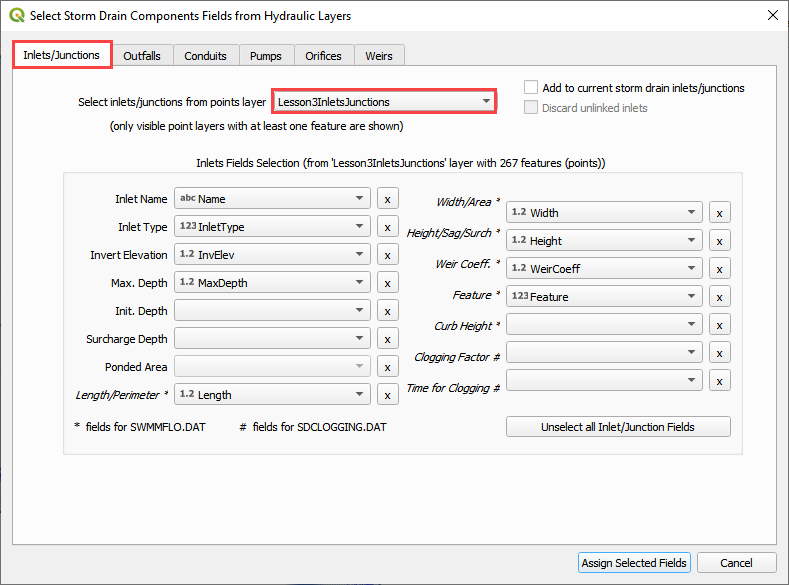 Select Storm Drain Components Fields from Hydraulic Layers
Inlets/Junctions Outfalls Conduits Pumps Orifices Weirs
Select inlets/junctions from points layer Lesson3InletsJunctions
(only visible point layers with at least one feature are shown)
Add to current storm drain inlets/junctions
Discard unlinked inlets
Inlets Fields Selection (from 'Lesson3InletsJunctions' layer with 267 features (points))
Inlet Name abc Name x
Inlet Type 123 InletType x
Invert Elevation 1.2 InvElev x
Max. Depth 1.2 MaxDepth x
Init. Depth x
Surcharge Depth x
Ponded Area x
Length/Perimeter * 1.2 Length x
Width/Area * 1.2 Width x
Height/Sag/Surch * 1.2 Height x
Weir Coeff. * 1.2 WeirCoeff x
Feature * 123 Feature x
Curb Height * x
Clogging Factor # x
Time for Clogging # x
* fields for SWMMFLO.DAT # fields for SDCLOGGING.DAT
Unselect all Inlet/Junction Fields
Assign Selected Fields Cancel